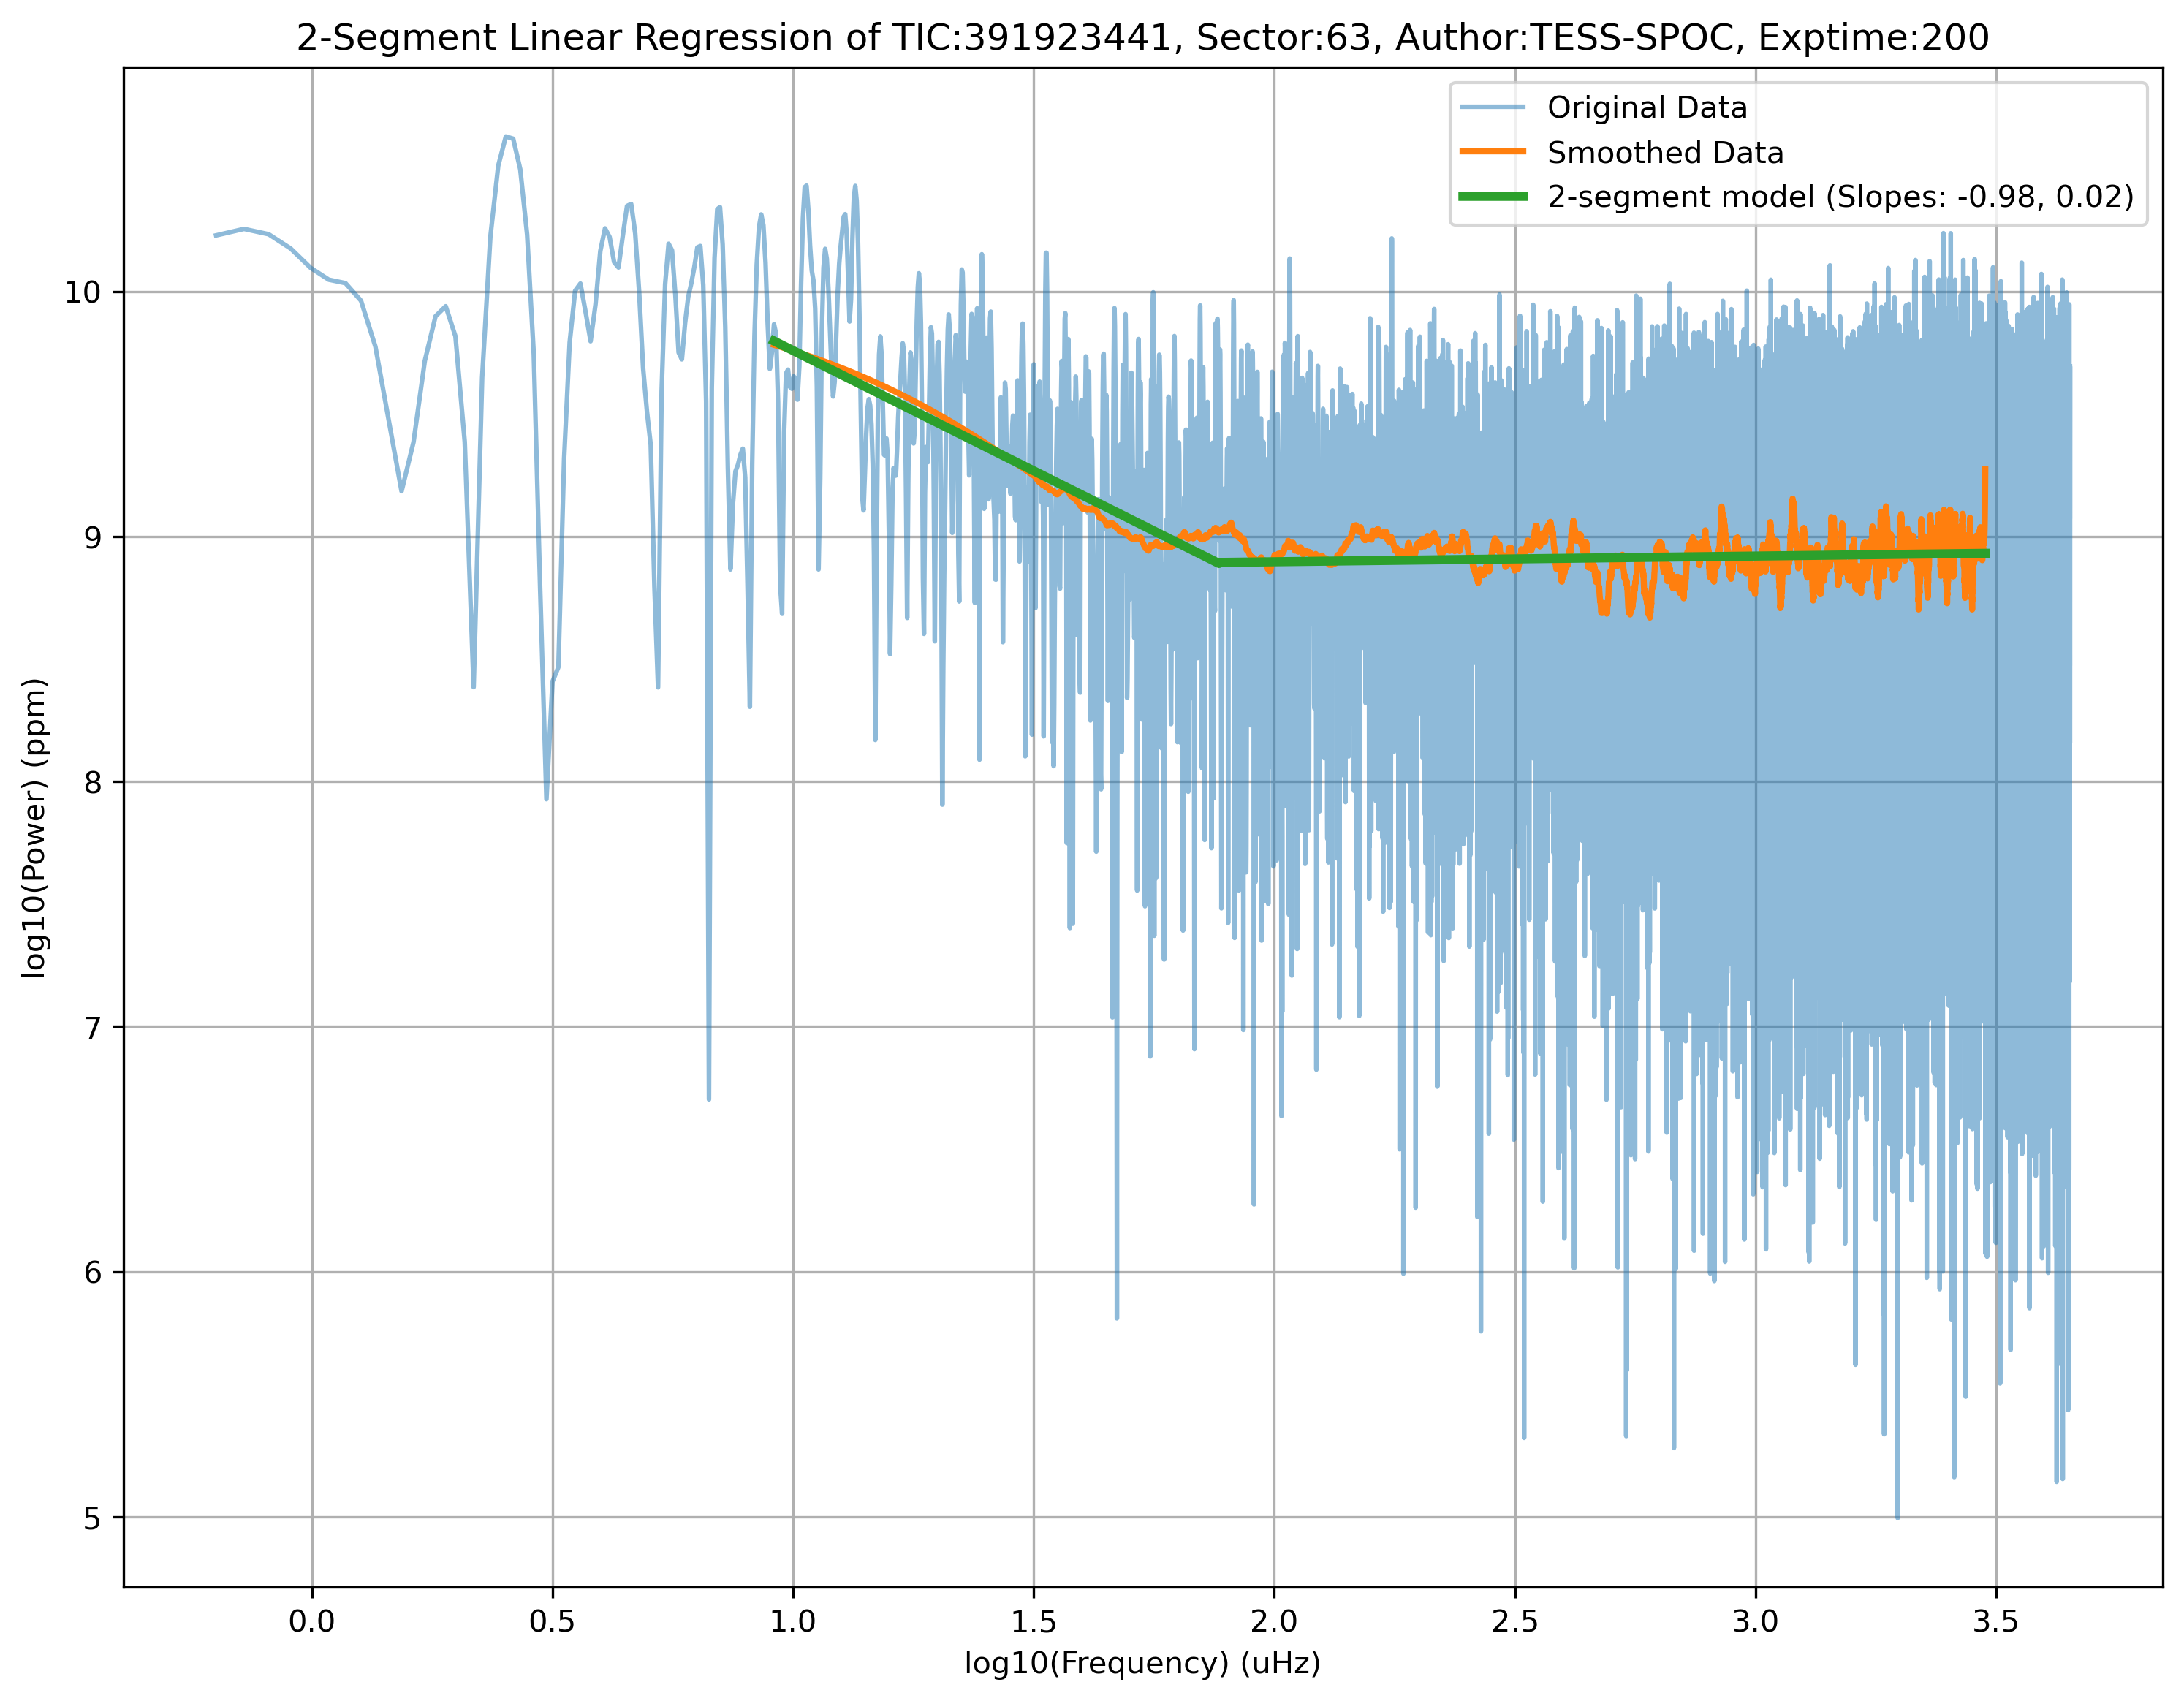 2-Segment Linear Regression of TIC:391923441, Sector:63, Author:TESS-SPOC, Exptime:200
Original Data
Smoothed Data
2-segment model (Slopes: -0.98, 0.02)
log10(Power) (ppm)
10
9
8
7
6
5
0.0 0.5 1.0 1.5 2.0 2.5 3.0 3.5
log10(Frequency) (uHz)